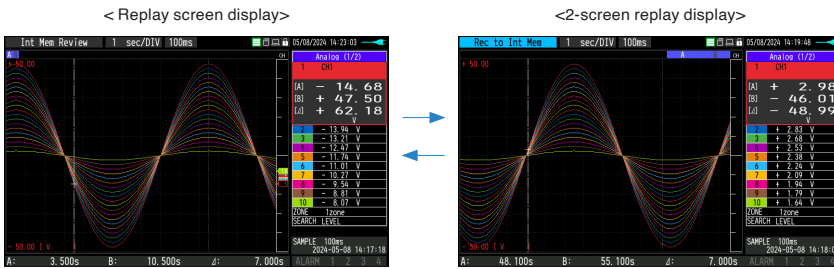 < Replay screen display>
Int Mem Review 1 sec/DIV 100ms 05/08/2024 14:23:03
A CH Analog (1/2)
+ 50.00 1 CH1
[A] - 14.68
[B] + 47.50
[⊿] + 62.18
V
2 - 13.94 V
3 - 13.21 V
4 - 12.47 V
5 - 11.74 V
6 - 11.01 V
7 - 10.27 V
8 - 9.54 V
9 - 8.81 V
10 - 8.07 V
ZONE 1zone
SEARCH LEVEL
SAMPLE 100ms
- 50.00 [ V 2024-05-08 14:17:18
A: 3.500s B: 10.500s ⊿: 7.000s ALARM 1 2 3 4
<2-screen replay display>
Rec to Int Mem 1 sec/DIV 100ms 05/08/2024 14:19:48
A CH Analog (1/2)
+ 50.00 1 CH1
[A] + 2.98
[B] - 46.01
[⊿] - 48.99
V
2 + 2.83 V
3 + 2.68 V
4 + 2.53 V
5 + 2.38 V
6 + 2.24 V
7 + 2.09 V
8 + 1.94 V
9 + 1.79 V
10 + 1.64 V
ZONE 1zone
SEARCH LEVEL
SAMPLE 100ms
- 50.00 [ V 2024-05-08 14:18:0
A: 48.100s B: 55.100s ⊿: 7.000s ALARM 1 2 3 4